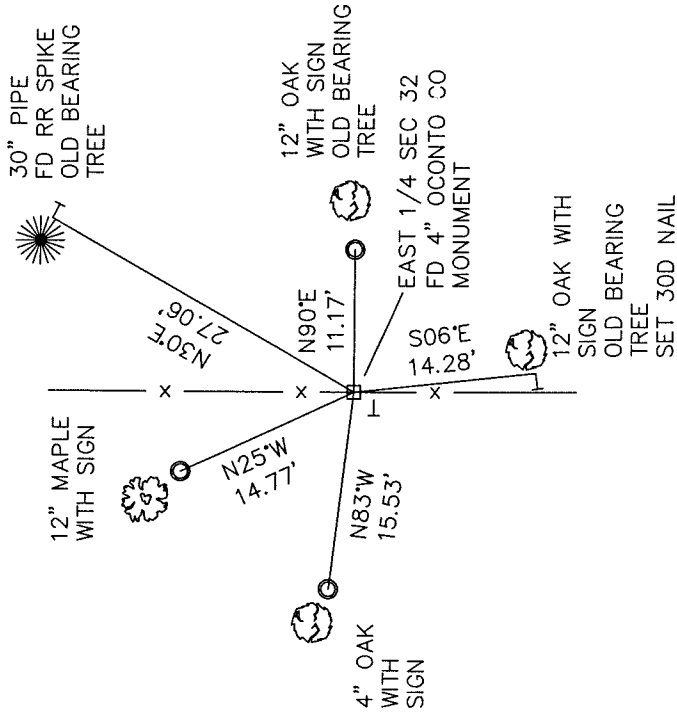 30" PIPE
FD RR SPIKE
OLD BEARING
TREE
12" MAPLE
WITH SIGN
N30°E
27.06'
12" OAK
WITH SIGN
OLD BEARING
TREE
N90°E
11.17'
EAST 1/4 SEC 32
FD 4" OCONTO CO
MONUMENT
N25°W
14.77'
X
X
X
N83°W
15.53'
S06°E
14.28'
4" OAK
WITH
SIGN
12" OAK WITH
SIGN
OLD BEARING
TREE
SET 30D NAIL